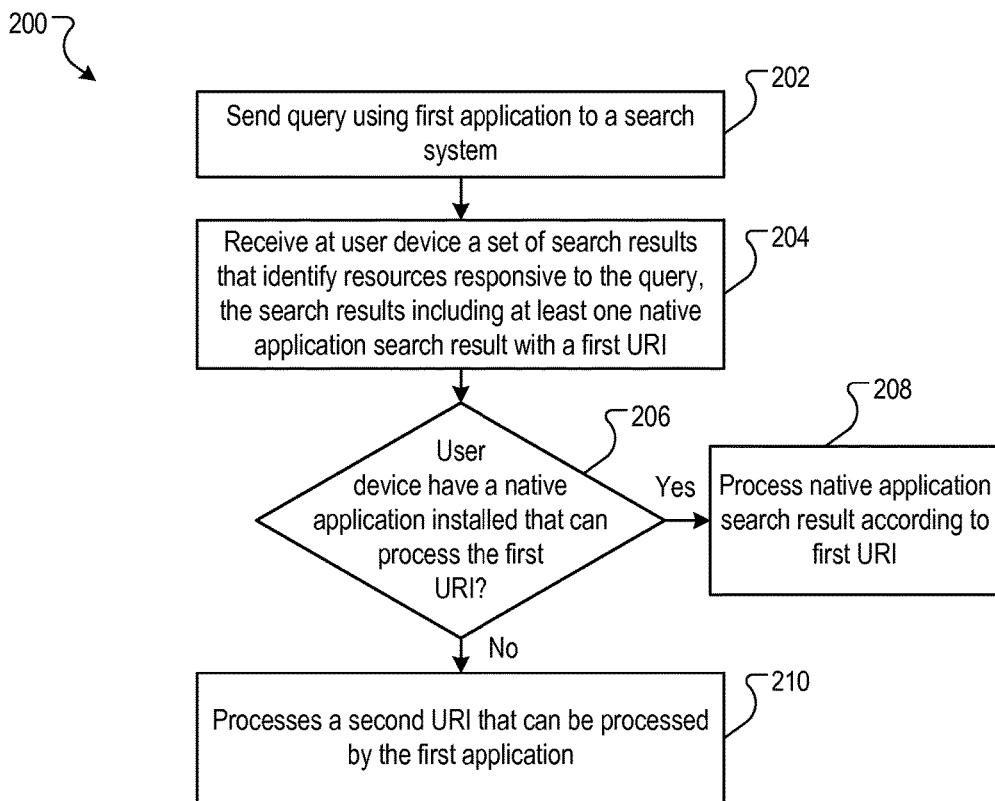 200
202
Send query using first application to a search
system
204
Receive at user device a set of search results
that identify resources responsive to the query,
the search results including at least one native
application search result with a first URI
206
User
device have a native
application installed that can
process the first
URI?
Yes
208
Process native application
search result according to
first URI
No
210
Processes a second URI that can be processed
by the first application